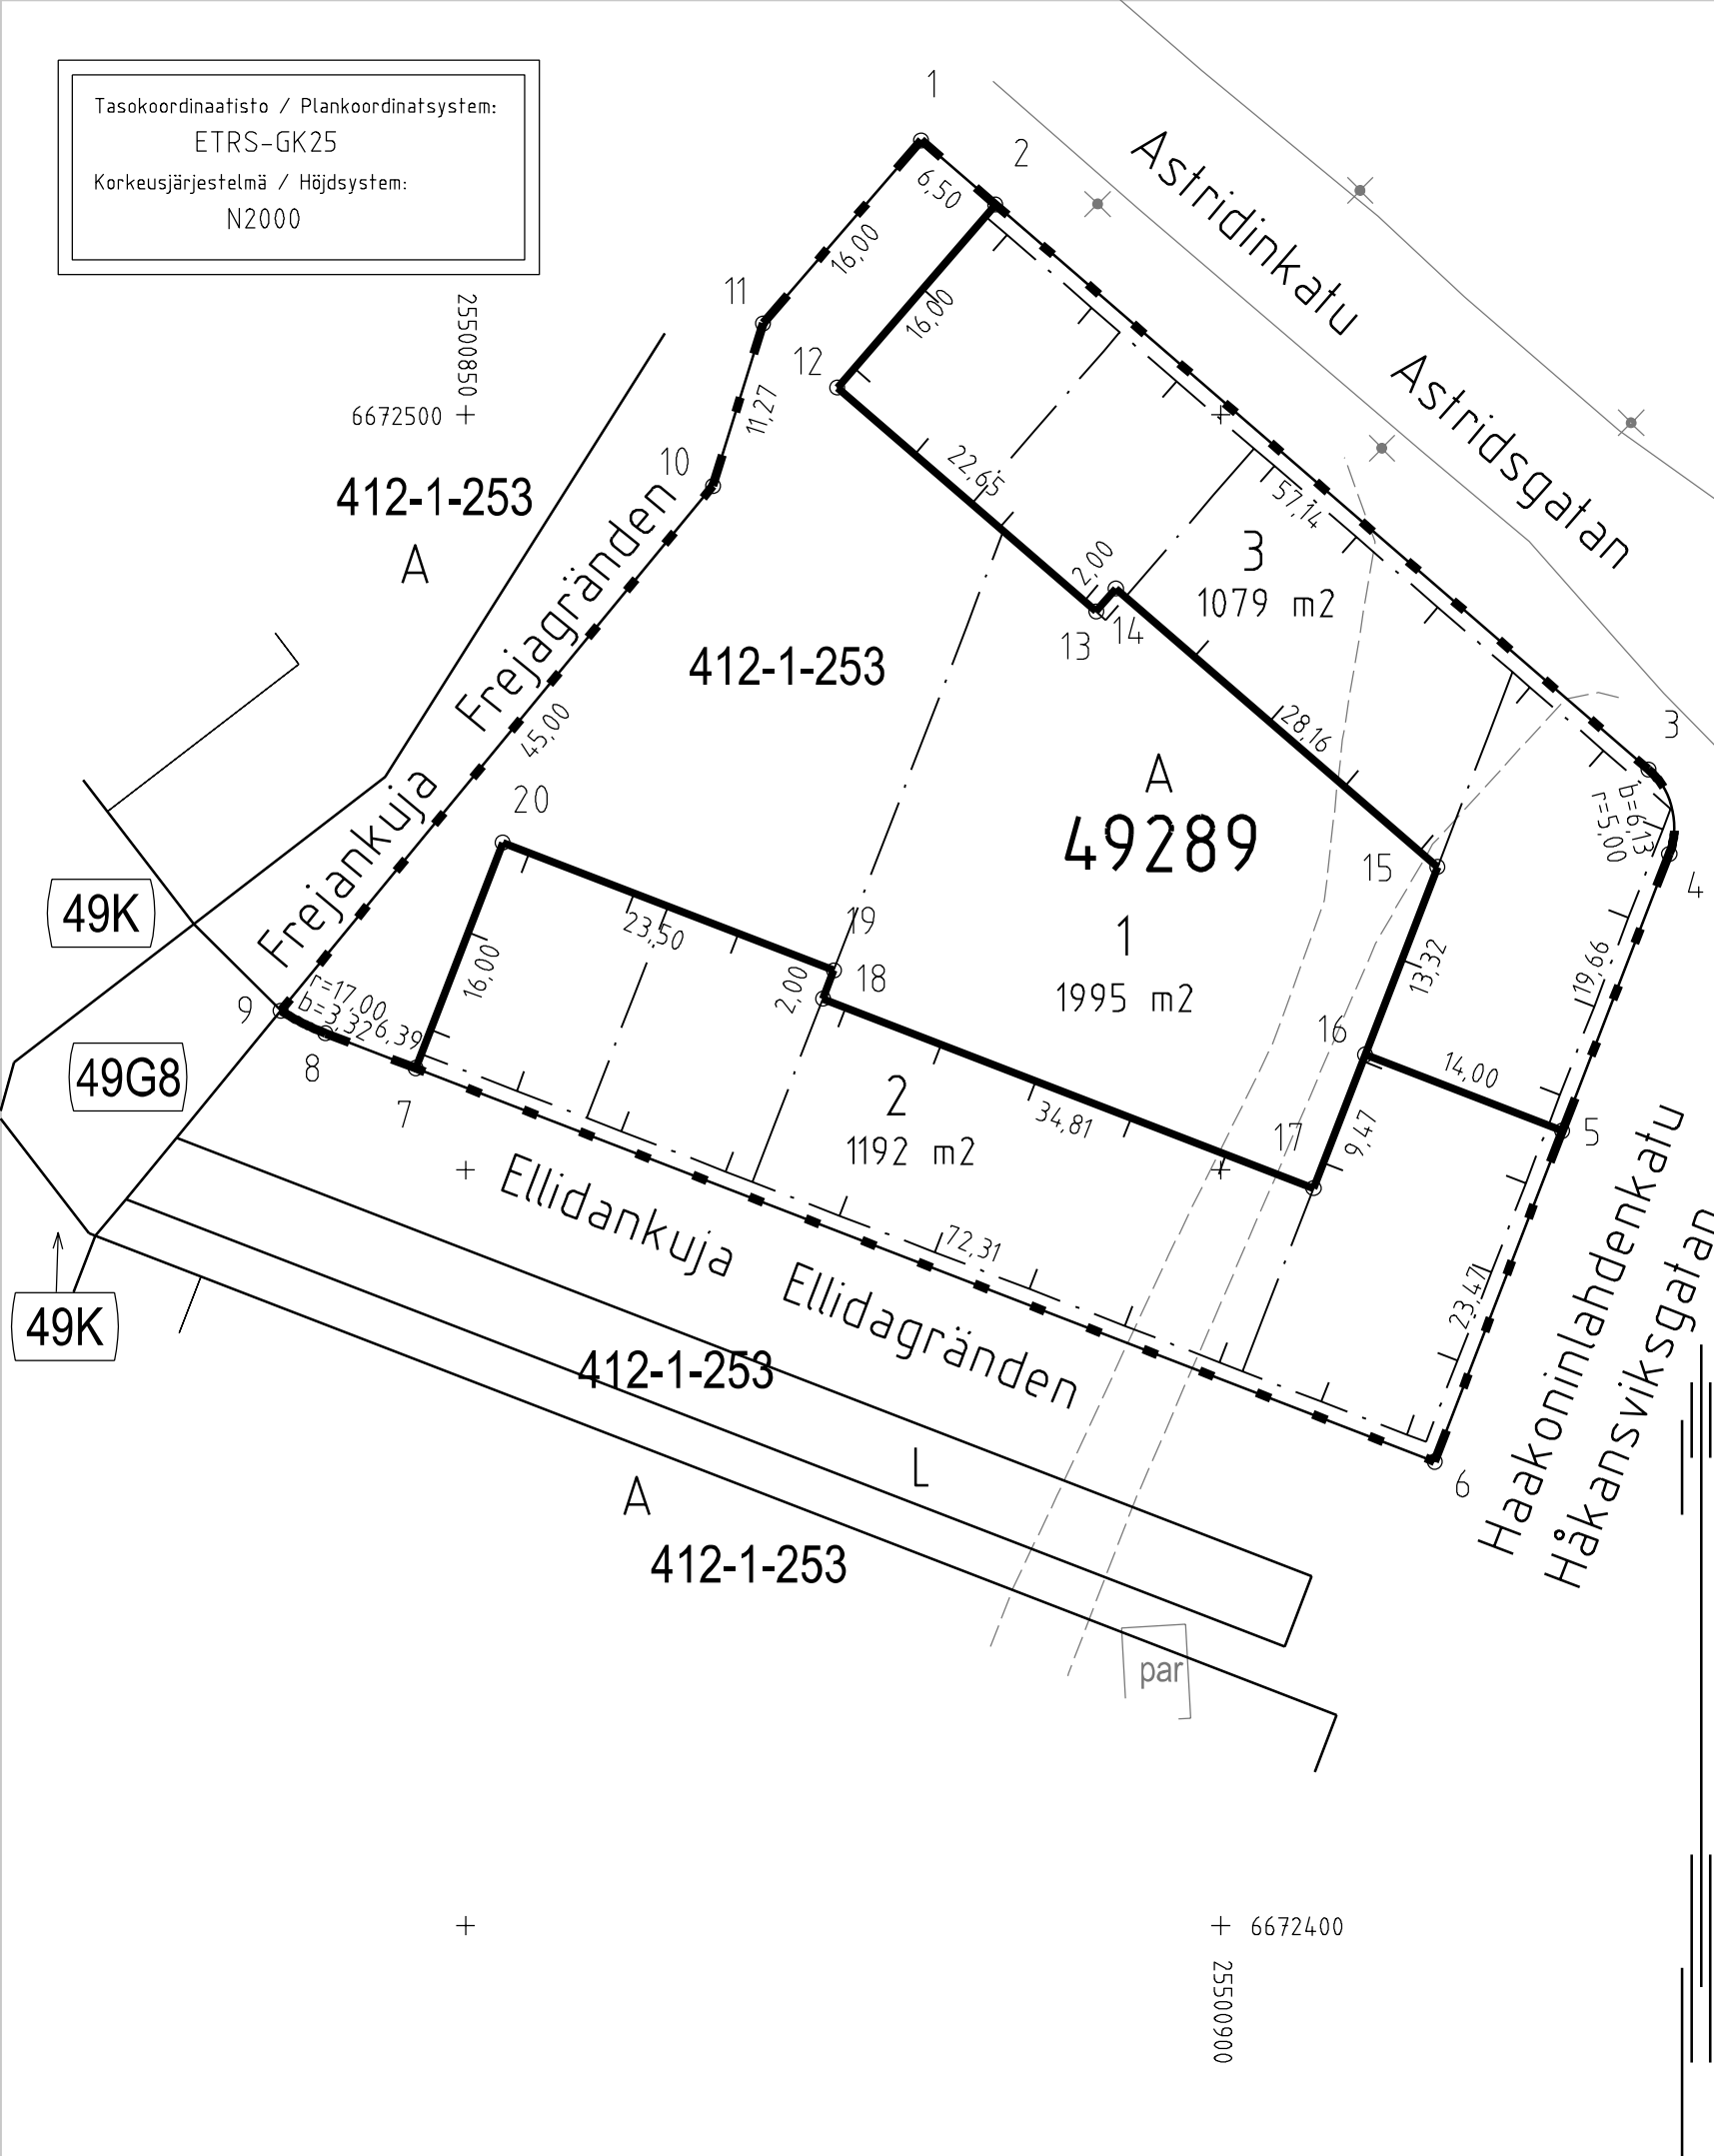 Tasokoordinaatisto / Plankoordinatsystem:
ETRS-GK25
Korkeusjärjestelmä / Höjdsystem:
N2000
1
2
6,50
16,00
Astridinkatu Astridsgatan
11
16,00
12
25500850
6672500
11,27
10
22,65
57,14
412-1-253
A
Frejankuja Frejagränden
3
1079 m2
2,00
13
14
412-1-253
45,00
28,16
3
b=6,13
r=5,00
A
49289
20
15
4
49K
1
1995 m2
19
23,50
18
2,00
16,00
13,32
19,66
9
r=17,00
b=3,32
6,39
8
16
49G8
14,00
7
2
1192 m2
34,81
17
9,47
5
Ellidankuja Ellidagränden
72,31
23,47
Haakoninlahdenkatu
Håkansviksgatan
49K
412-1-253
L
A
6
412-1-253
par
6672400
25500900